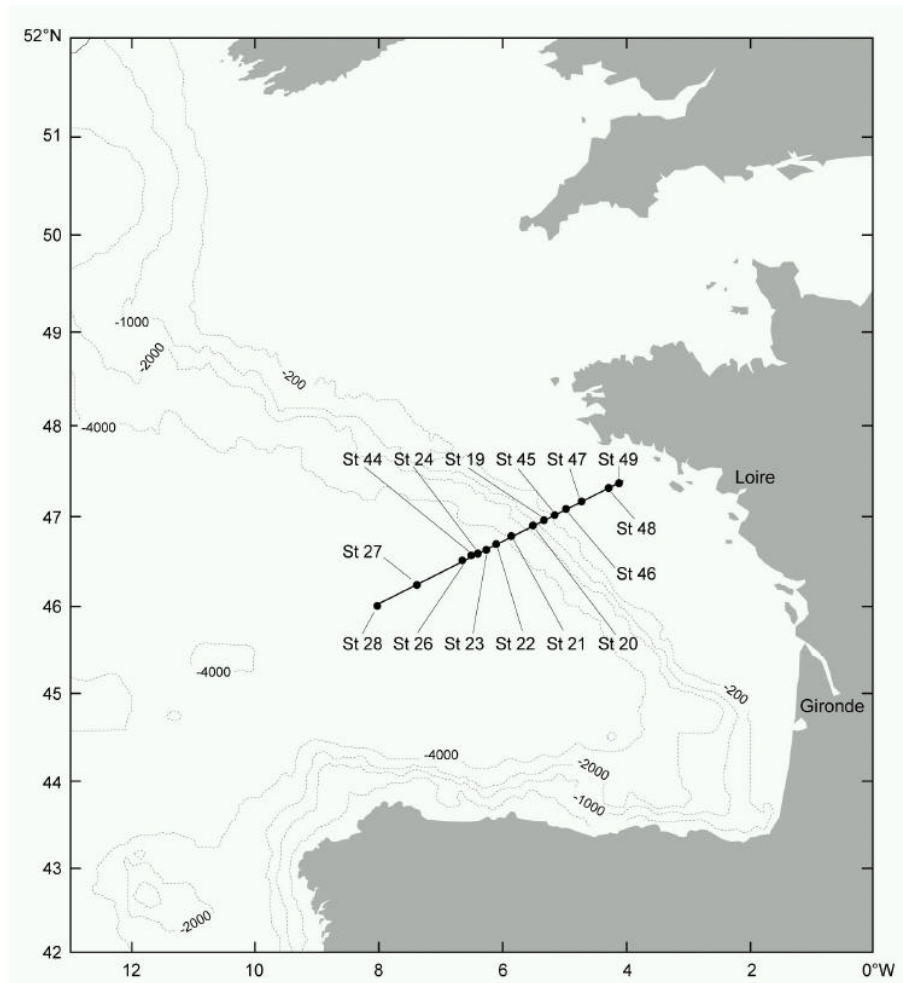 52°N
51
50
49
48
47
46
45
44
43
42
-1000
-2000
-200
-4000
St 44 St 24 St 19 St 45 St 47 St 49
Loire
St 48
St 27
St 46
St 28 St 26 St 23 St 22 St 21 St 20
-4000
-200
Gironde
-4000
-2000
-1000
-2000
12 10 8 6 4 2 0°W